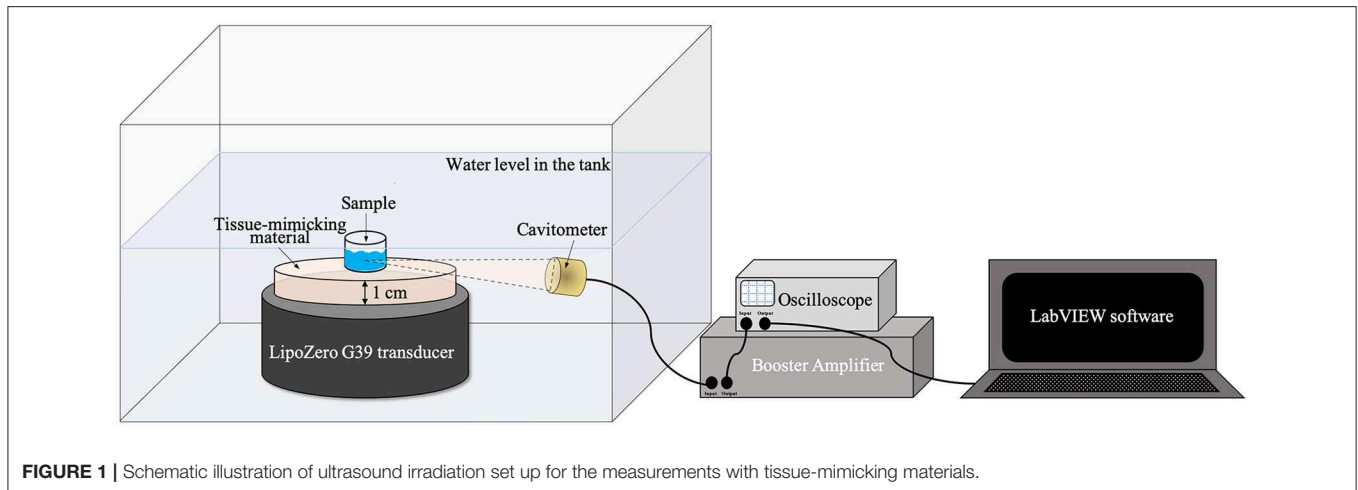 Water level in the tank
Sample
Tissue-mimicking
material
Cavitometer
1 cm
LipoZero G39 transducer
Oscilloscope
Input Output
Booster Amplifier
Input Output
LabVIEW software
FIGURE 1 | Schematic illustration of ultrasound irradiation set up for the measurements with tissue-mimicking materials.